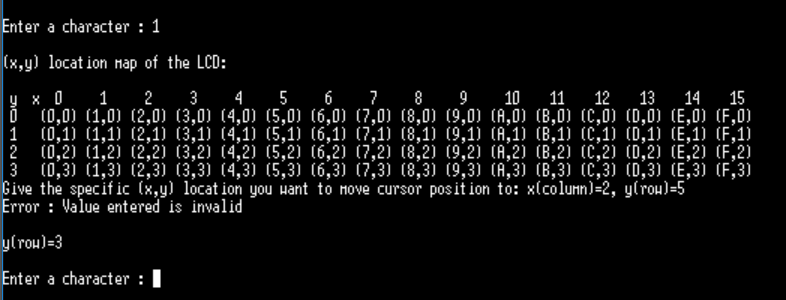 Enter a character : 1
(x,y) location map of the LCD:
y x 0 1 2 3 4 5 6 7 8 9 10 11 12 13 14 15
0 (0,0) (1,0) (2,0) (3,0) (4,0) (5,0) (6,0) (7,0) (8,0) (9,0) (A,0) (B,0) (C,0) (D,0) (E,0) (F,0)
1 (0,1) (1,1) (2,1) (3,1) (4,1) (5,1) (6,1) (7,1) (8,1) (9,1) (A,1) (B,1) (C,1) (D,1) (E,1) (F,1)
2 (0,2) (1,2) (2,2) (3,2) (4,2) (5,2) (6,2) (7,2) (8,2) (9,2) (A,2) (B,2) (C,2) (D,2) (E,2) (F,2)
3 (0,3) (1,3) (2,3) (3,3) (4,3) (5,3) (6,3) (7,3) (8,3) (9,3) (A,3) (B,3) (C,3) (D,3) (E,3) (F,3)
Give the specific (x,y) location you want to move cursor position to: x(column)=2, y(row)=5
Error : Value entered is invalid
y(row)=3
Enter a character :